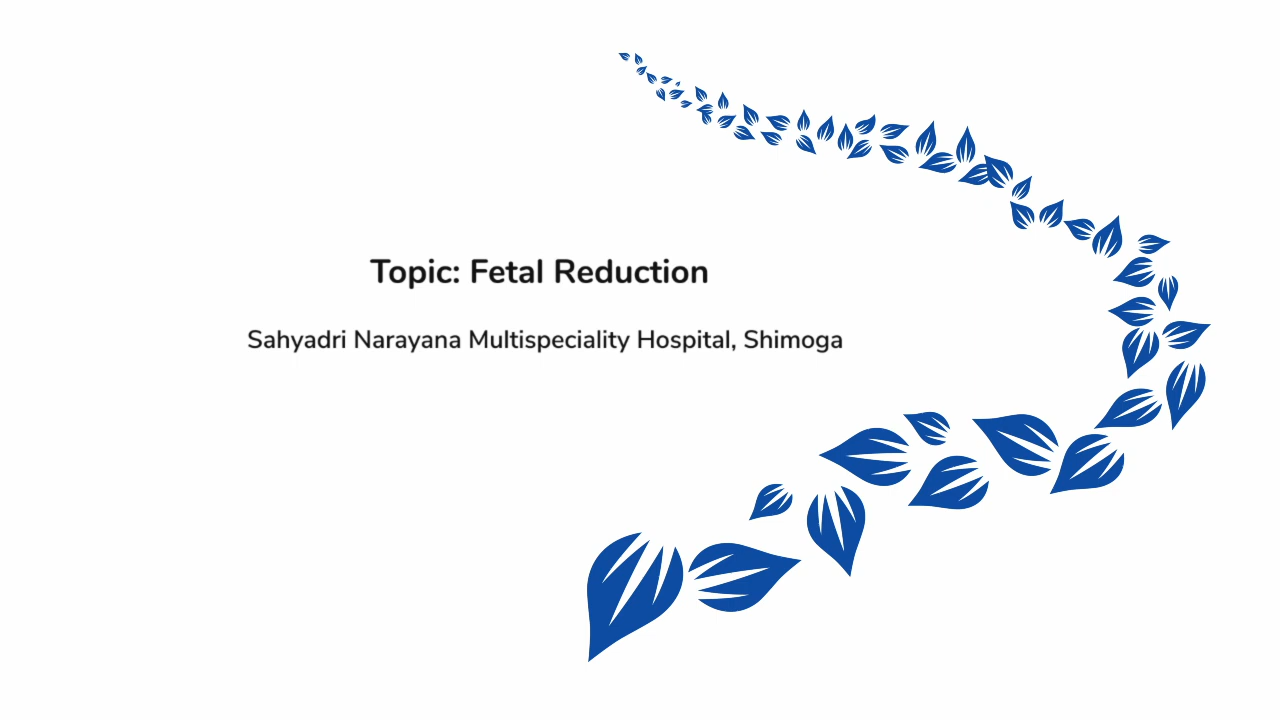 Topic: Fetal Reduction
Sahyadri Narayana Multispeciality Hospital, Shimoga